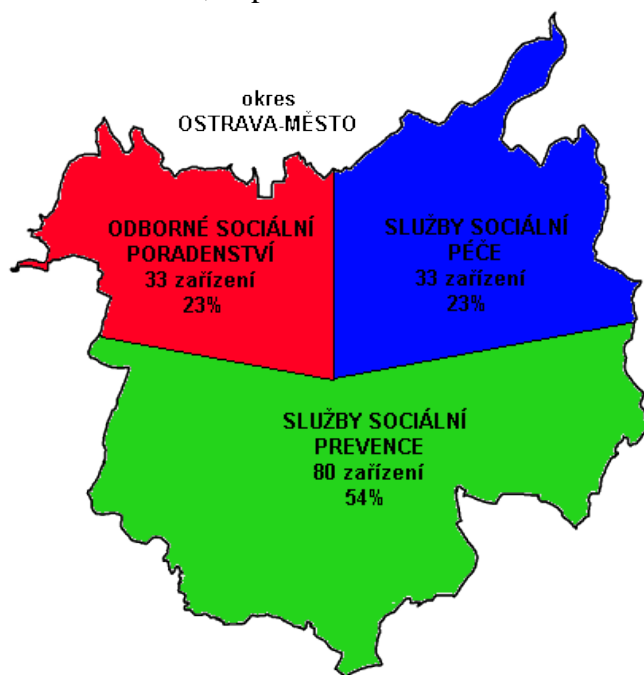 okres
OSTRAVA-MĚSTO
ODBORNÉ SOCIÁLNÍ
PORADENSTVÍ
33 zařízení
23%
SLUŽBY SOCIÁLNÍ
PÉČE
33 zařízení
23%
SLUŽBY SOCIÁLNÍ
PREVENCE
80 zařízení
54%